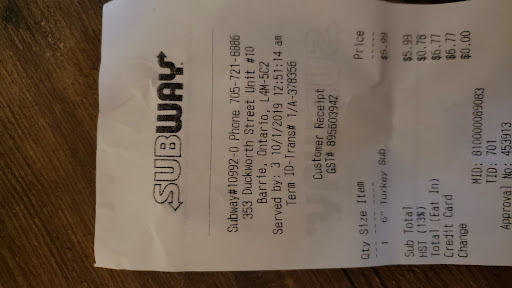 SUBWAY
Subway#10992-0 Phone 705-721-6886
353 Duckworth Street Unit #10
Barrie, Ontario, L4M-5C2
Served by: 3 10/1/2019 12:51:14 am
Term ID-Trans# 1/A-378356
Customer Receipt
GST# 895603942
Qty Size Item Price
--- ---- ---- -----
1 6" Turkey Sub $5.99
Sub Total $5.99
HST (13%) $0.78
Total (Eat In) $6.77
Credit Card $6.77
Change $0.00
MID: 810000089083
TID: 701
Approval No: 453913